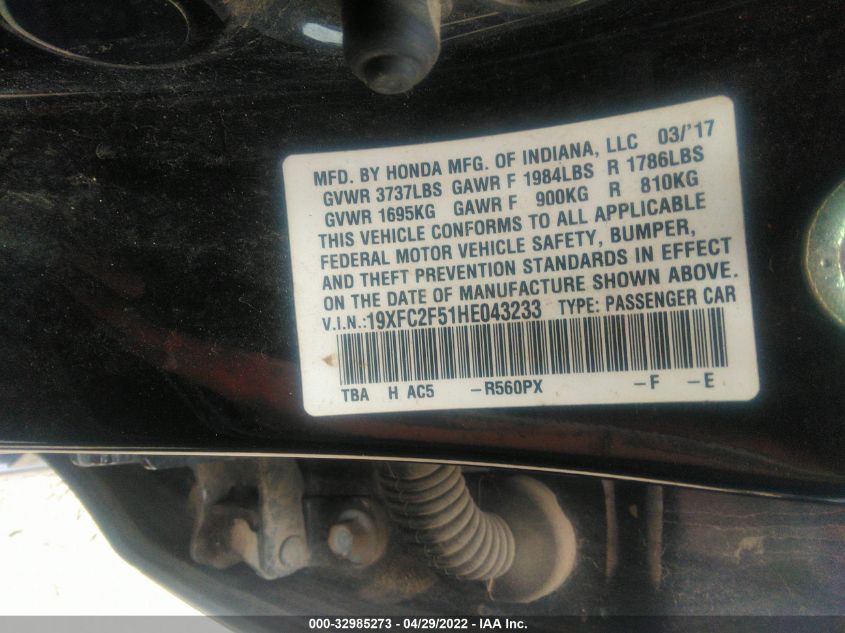 MFD. BY HONDA MFG. OF INDIANA, LLC 03/'17
GVWR 3737LBS GAWR F 1984LBS R 1786LBS
GVWR 1695KG GAWR F 900KG R 810KG
THIS VEHICLE CONFORMS TO ALL APPLICABLE
FEDERAL MOTOR VEHICLE SAFETY, BUMPER,
AND THEFT PREVENTION STANDARDS IN EFFECT
ON THE DATE OF MANUFACTURE SHOWN ABOVE.
V.I.N.:19XFC2F51HE043233 TYPE: PASSENGER CAR
TBA H AC5 -R560PX -F -E
000-32985273 - 04/29/2022 - IAA Inc.